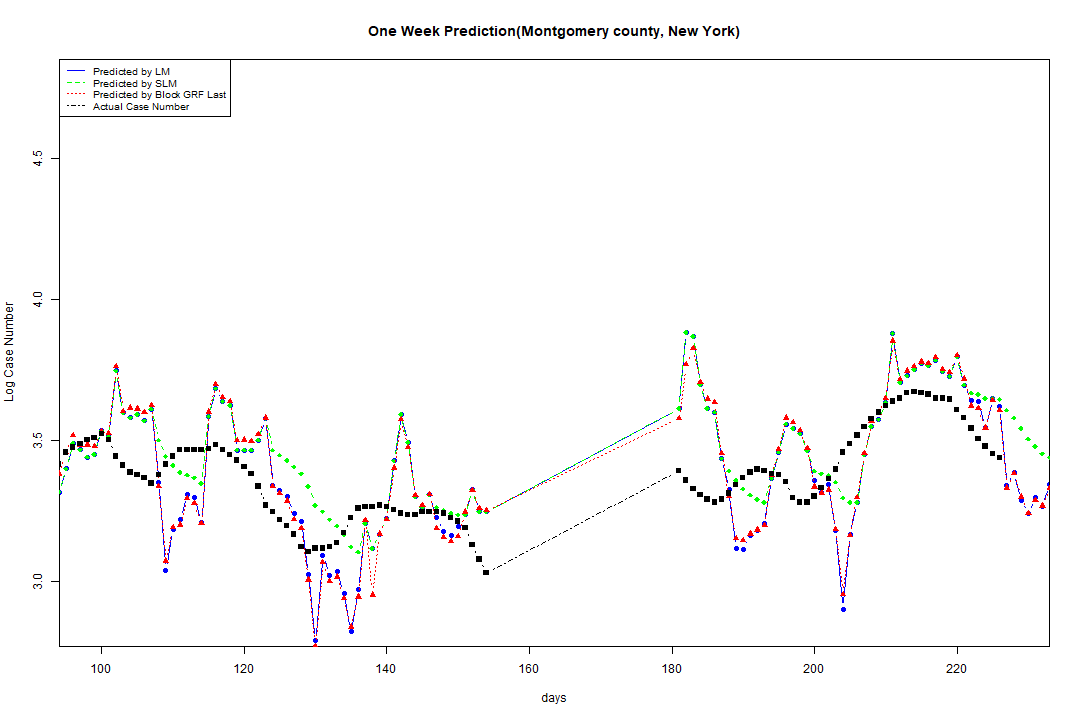 One Week Prediction(Montgomery county, New York)
Predicted by LM
Predicted by SLM
Predicted by Block GRF Last
Actual Case Number
Log Case Number
4.5
4.0
3.5
3.0
100 120 140 160 180 200 220
days